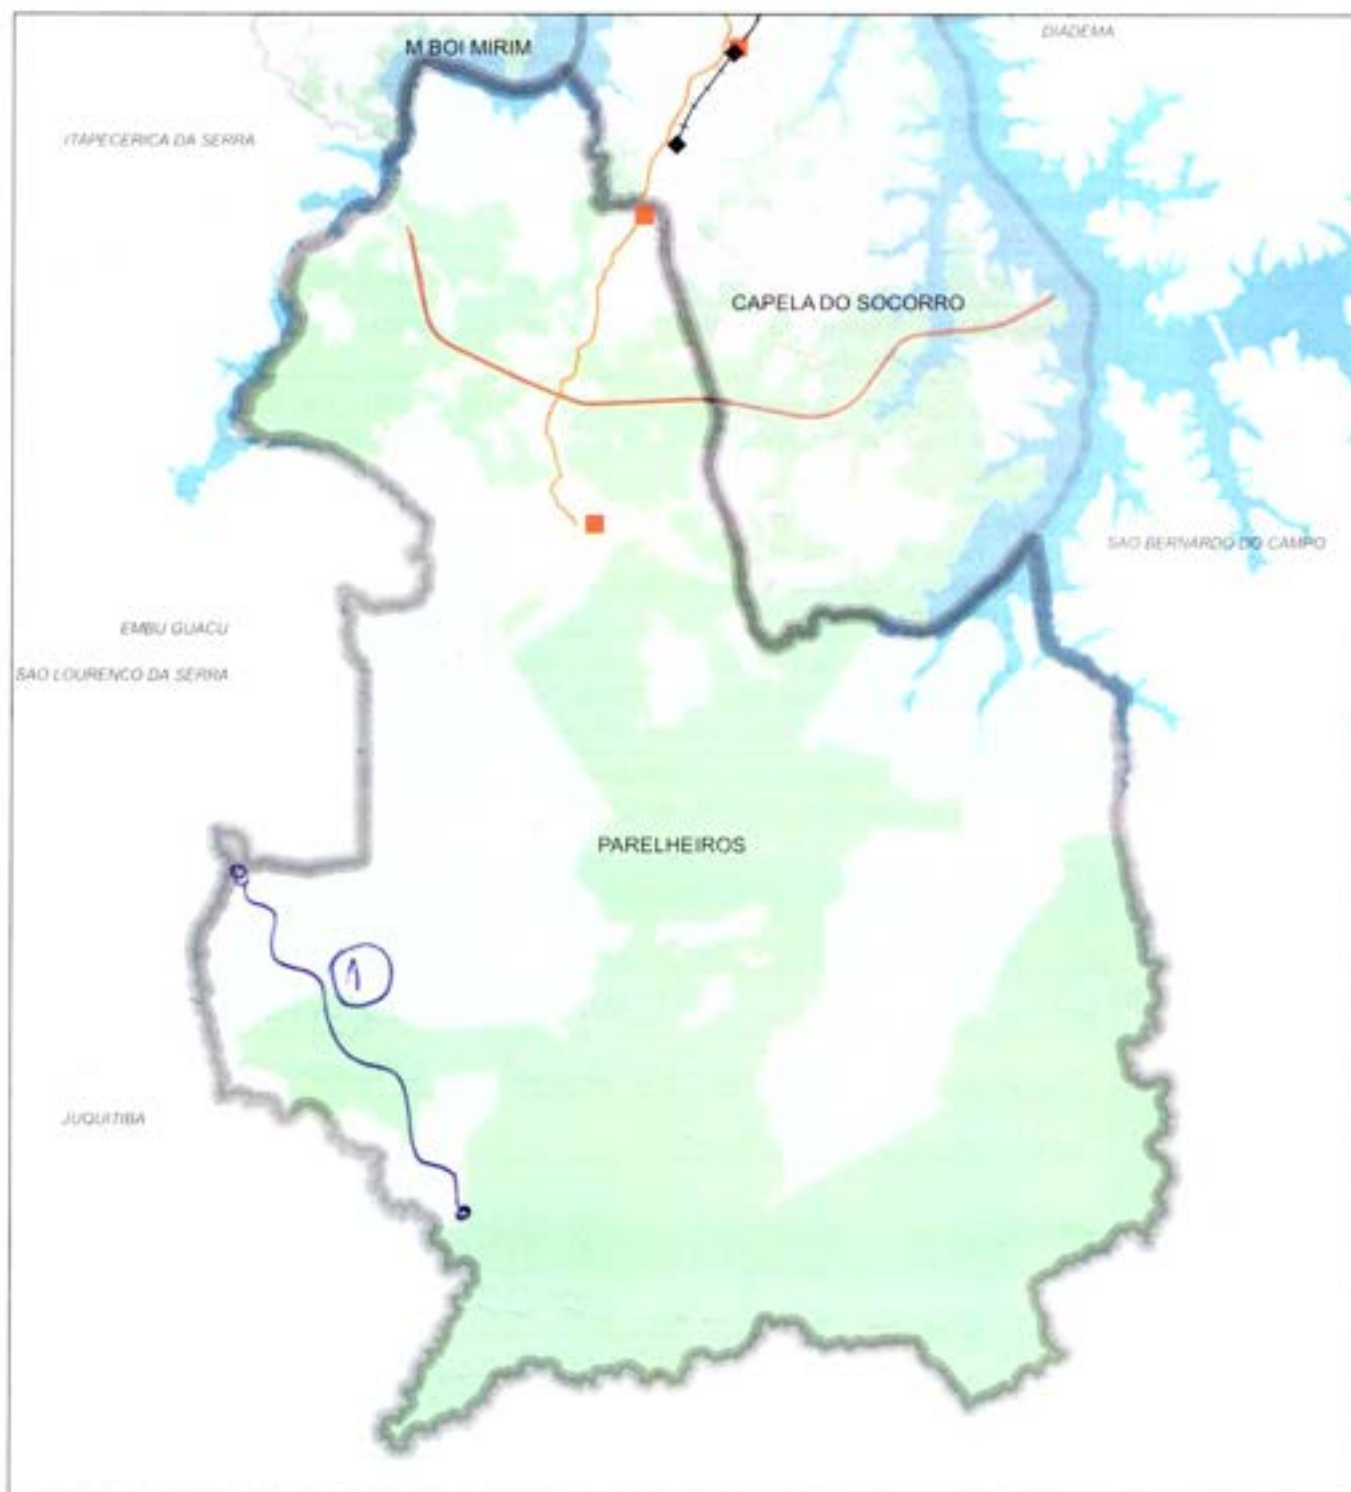 DIADEMA
M BOI MIRIM
ITAPECERICA DA SERRA
CAPELA DO SOCORRO
SAO BERNARDO DO CAMPO
EMBU GUACU
SAO LOURENCO DA SERRA
PARELHEIROS
1
JUQUITIBA